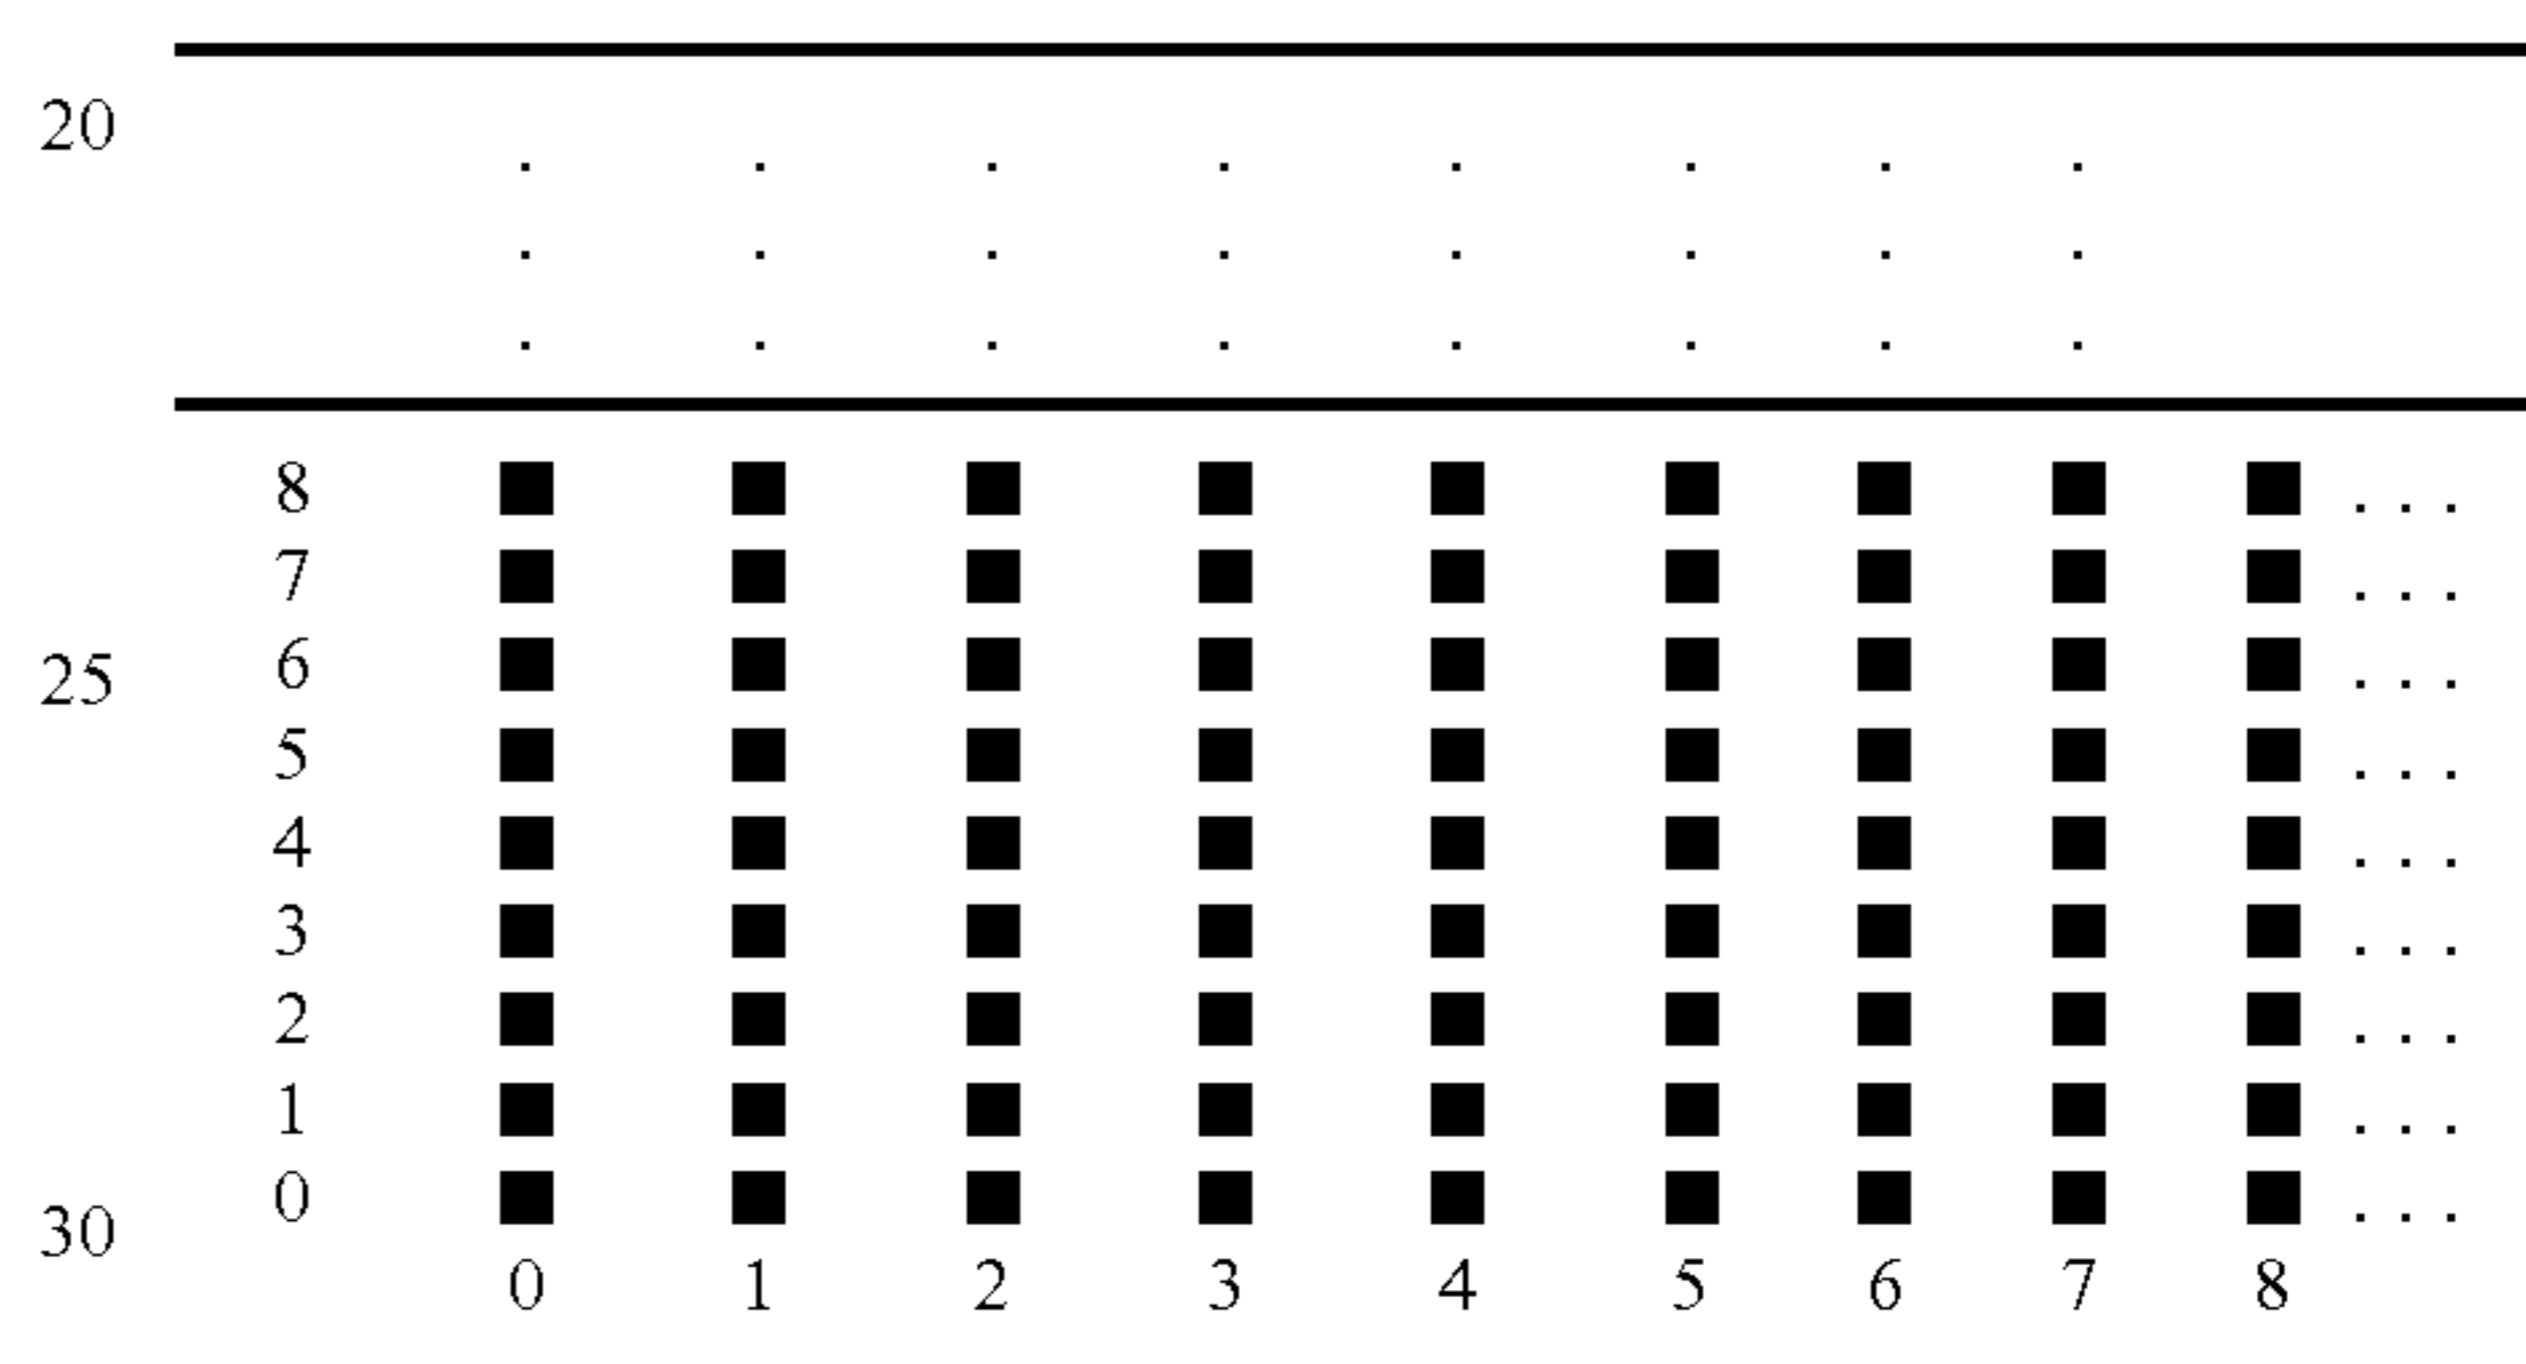 20
. . . . . . . .
. . . . . . . .
. . . . . . . .
8 ■ ■ ■ ■ ■ ■ ■ ■ ■ . . .
7 ■ ■ ■ ■ ■ ■ ■ ■ ■ . . .
25
6 ■ ■ ■ ■ ■ ■ ■ ■ ■ . . .
5 ■ ■ ■ ■ ■ ■ ■ ■ ■ . . .
4 ■ ■ ■ ■ ■ ■ ■ ■ ■ . . .
3 ■ ■ ■ ■ ■ ■ ■ ■ ■ . . .
2 ■ ■ ■ ■ ■ ■ ■ ■ ■ . . .
1 ■ ■ ■ ■ ■ ■ ■ ■ ■ . . .
0 ■ ■ ■ ■ ■ ■ ■ ■ ■ . . .
30
0 1 2 3 4 5 6 7 8